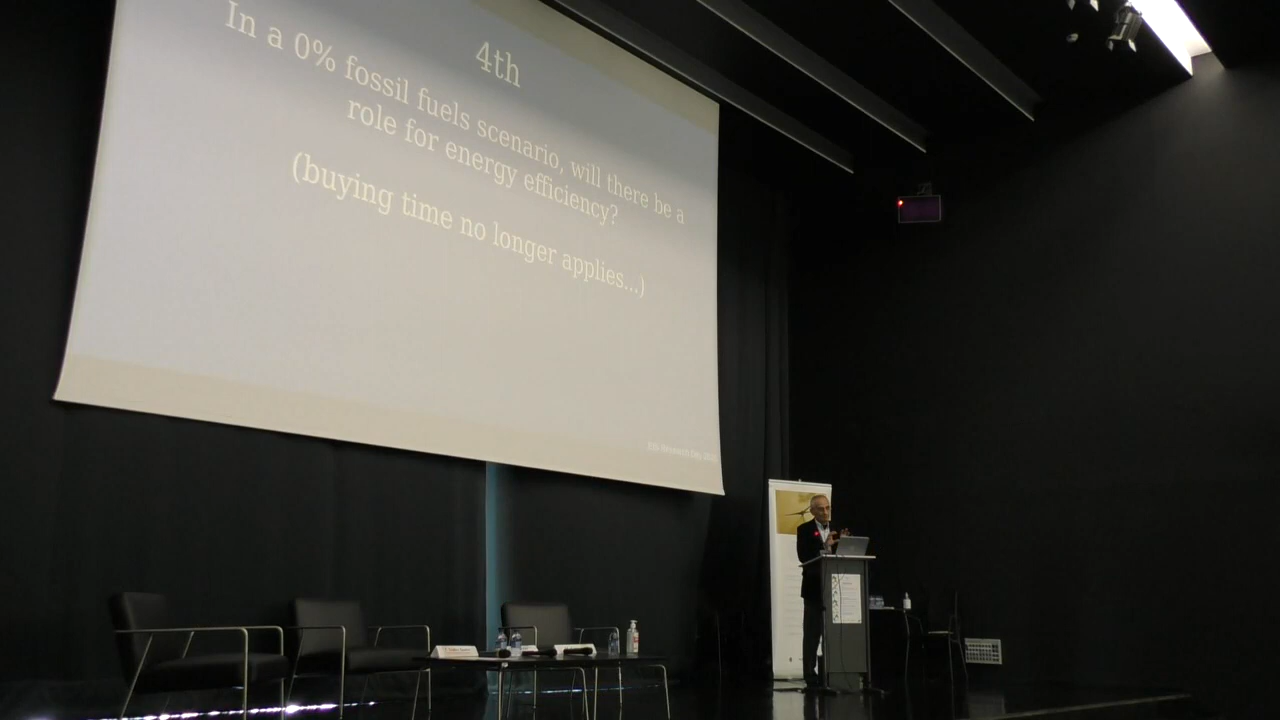 4th
In a 0% fossil fuels scenario, will there be a
role for energy efficiency?
(buying time no longer applies...)